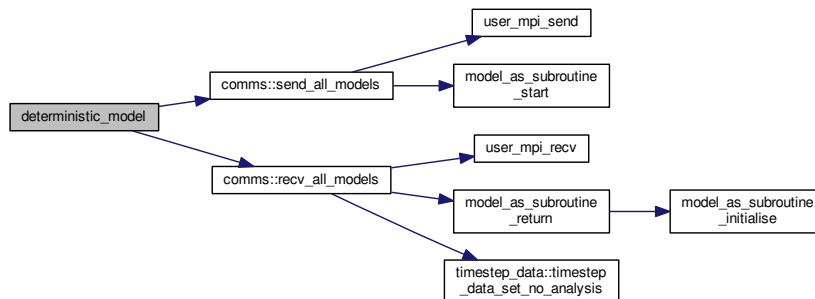 user_mpi_send
comms::send_all_models
model_as_subroutine
_start
deterministic_model
user_mpi_recv
comms::recv_all_models
model_as_subroutine
_return
model_as_subroutine
_initialise
timestep_data::timestep
_data_set_no_analysis